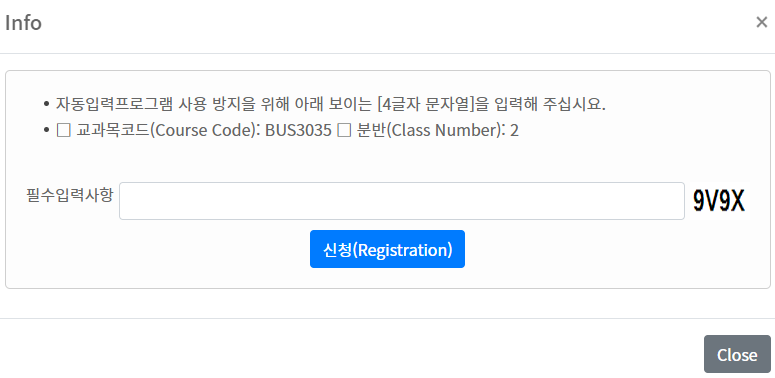 Info ×
• 자동입력프로그램 사용 방지을 위해 아래 보이는 [4글자 문자열]을 입력해 주십시요.
• □ 교과목코드(Course Code): BUS3035 □ 분반(Class Number): 2
필수입력사항 9V9X
신청(Registration)
Close